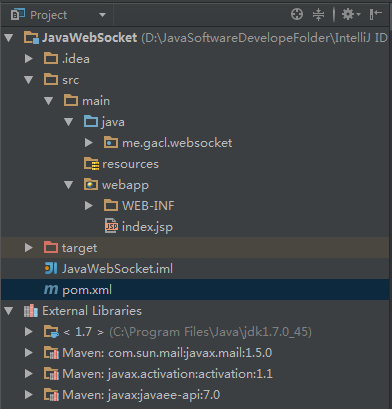 Project
JavaWebSocket (D:\JavaSoftwareDevelopeFolder\IntelliJ ID
.idea
src
main
java
me.gacl.websocket
resources
webapp
WEB-INF
index.jsp
target
JavaWebSocket.iml
pom.xml
External Libraries
< 1.7 > (C:\Program Files\Java\jdk1.7.0_45)
Maven: com.sun.mail:javax.mail:1.5.0
Maven: javax.activation:activation:1.1
Maven: javax:javaee-api:7.0